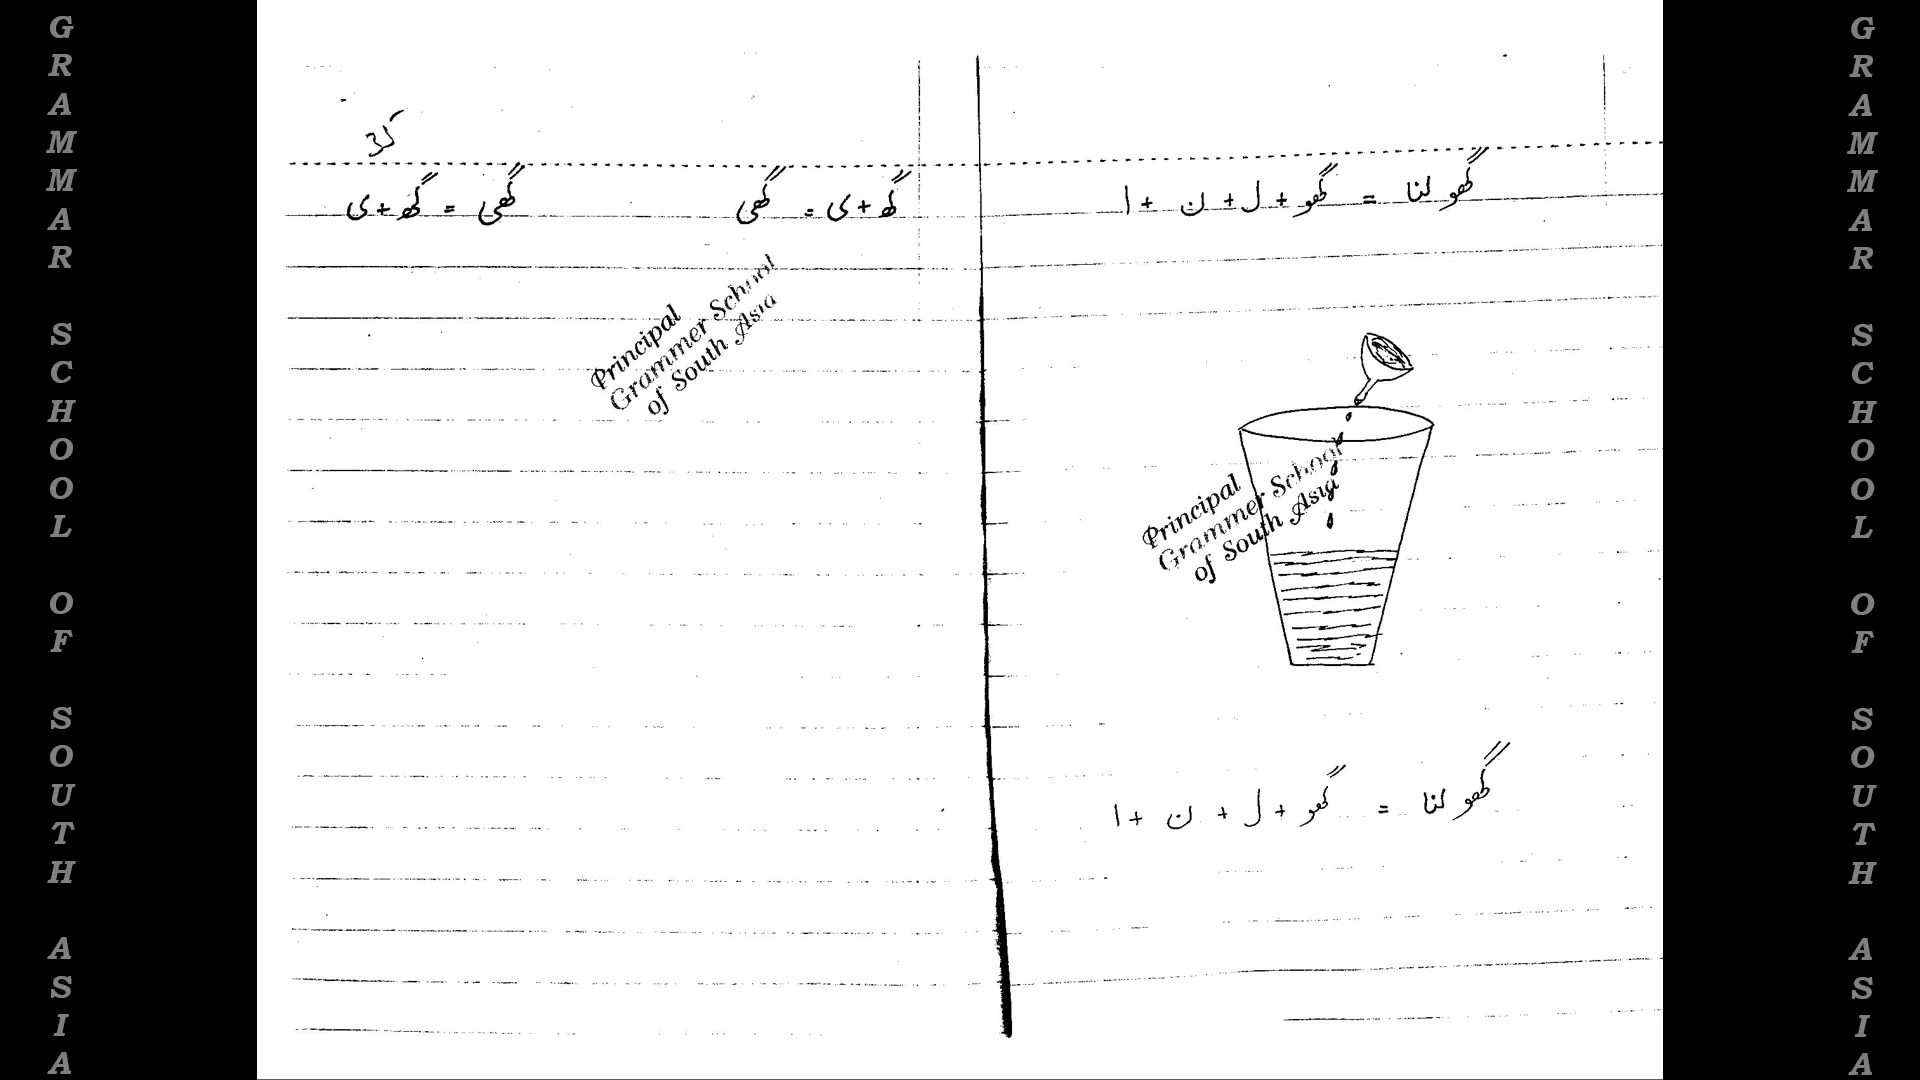 GRAMMAR SCHOOL OF SOUTH ASIA
گھولنا = گھو + ل + ن + ا
Principal
Grammer School
of South Asia
گھولنا = گھو + ل + ن + ا
گھ + ی = گھی
گھی = گھ + ی
Principal
Grammer School
of South Asia
GRAMMAR SCHOOL OF SOUTH ASIA